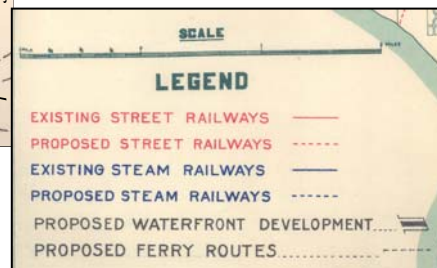 SCALE
LEGEND
EXISTING STREET RAILWAYS
PROPOSED STREET RAILWAYS
EXISTING STEAM RAILWAYS
PROPOSED STEAM RAILWAYS
PROPOSED WATERFRONT DEVELOPMENT
PROPOSED FERRY ROUTES